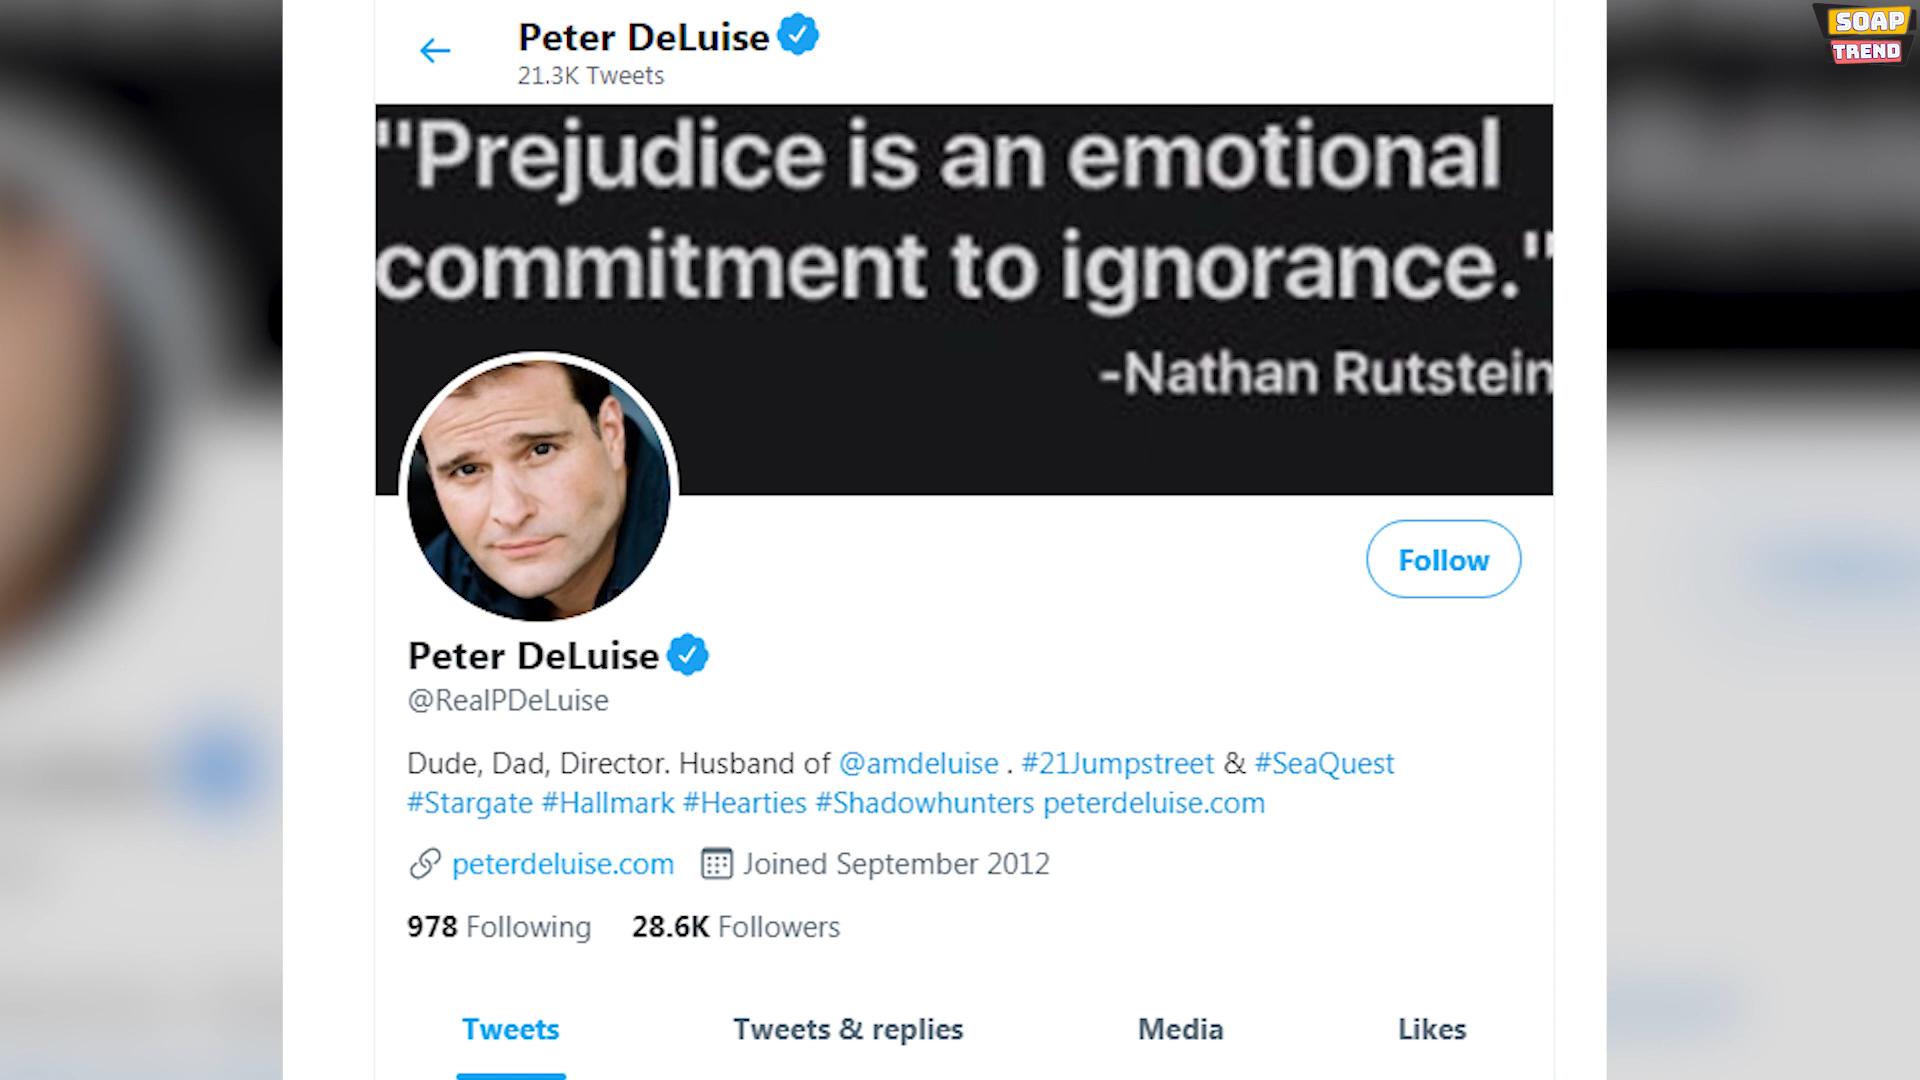 Peter DeLuise
21.3K Tweets
SOAP
TREND
"Prejudice is an emotional
commitment to ignorance."
-Nathan Rutstein
Follow
Peter DeLuise
@RealPDeLuise
Dude, Dad, Director. Husband of @amdeluise . #21Jumpstreet & #SeaQuest
#Stargate #Hallmark #Hearties #Shadowhunters peterdeluise.com
peterdeluise.com Joined September 2012
978 Following 28.6K Followers
Tweets Tweets & replies Media Likes